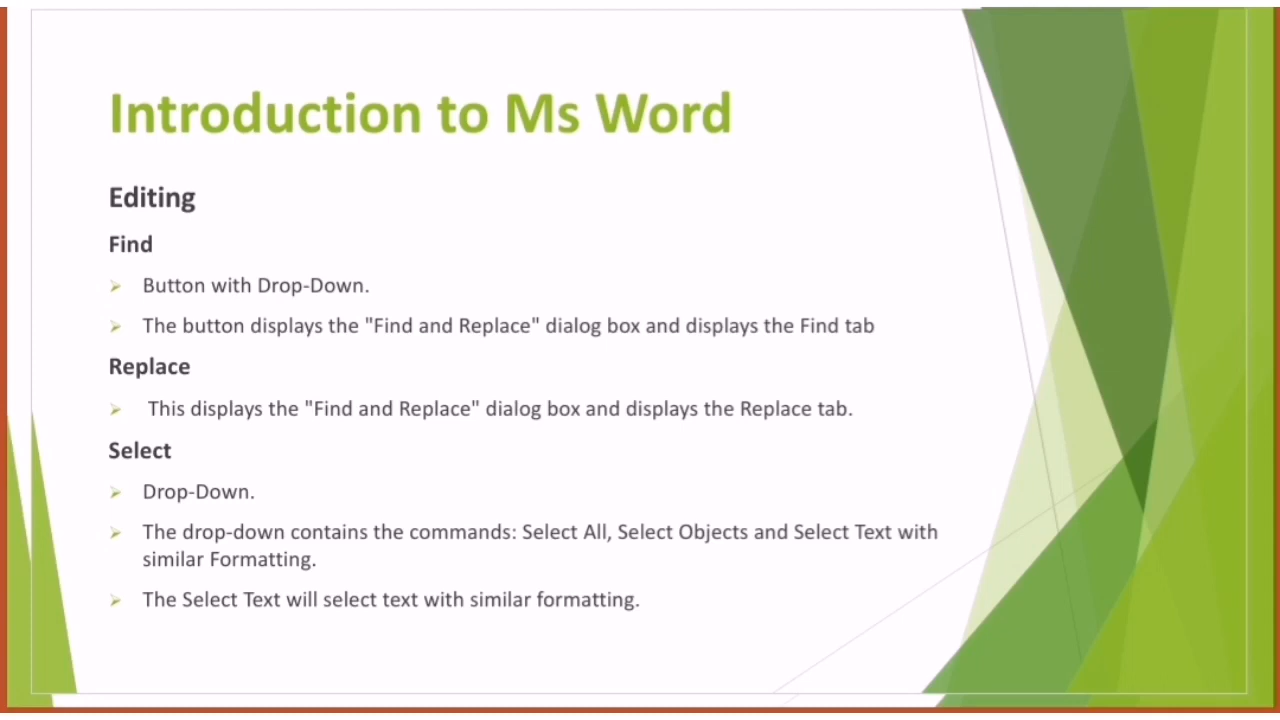 Introduction to Ms Word
Editing
Find
Button with Drop-Down.
The button displays the "Find and Replace" dialog box and displays the Find tab
Replace
This displays the "Find and Replace" dialog box and displays the Replace tab.
Select
Drop-Down.
The drop-down contains the commands: Select All, Select Objects and Select Text with
similar Formatting.
The Select Text will select text with similar formatting.